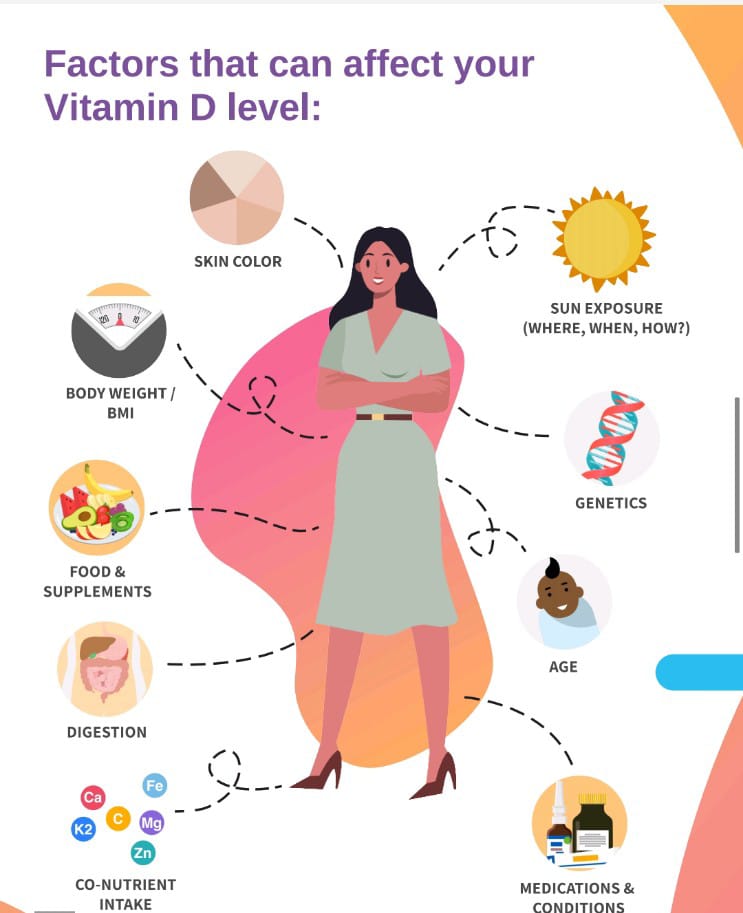 Factors that can affect your
Vitamin D level:
SKIN COLOR
SUN EXPOSURE
(WHERE, WHEN, HOW?)
120 0 10
BODY WEIGHT /
BMI
GENETICS
FOOD &
SUPPLEMENTS
AGE
DIGESTION
Fe
Ca
C
K2
Mg
Zn
CO-NUTRIENT
INTAKE
MEDICATIONS &
CONDITIONS